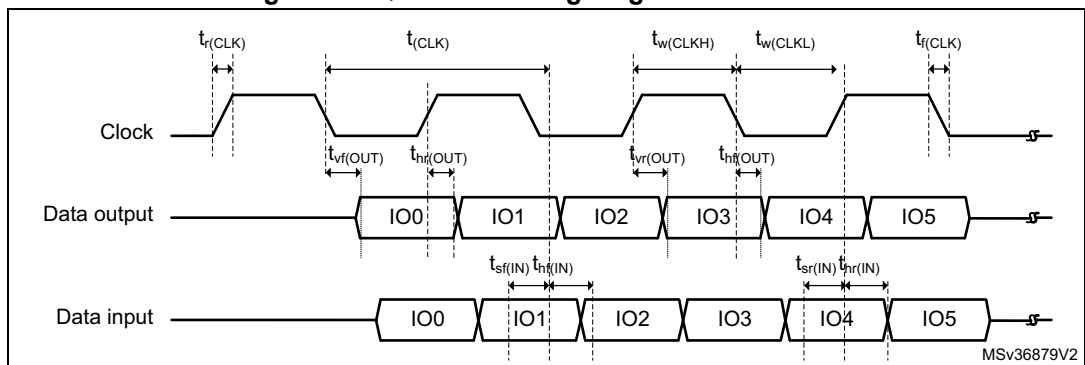 tr(CLK) t(CLK) tw(CLKH) tw(CLKL) tf(CLK)
Clock
tvf(OUT) thr(OUT) tvr(OUT) thf(OUT)
Data output IO0 IO1 IO2 IO3 IO4 IO5
tsf(IN) thf(IN) tsr(IN) thr(IN)
Data input IO0 IO1 IO2 IO3 IO4 IO5
MSv36879V2